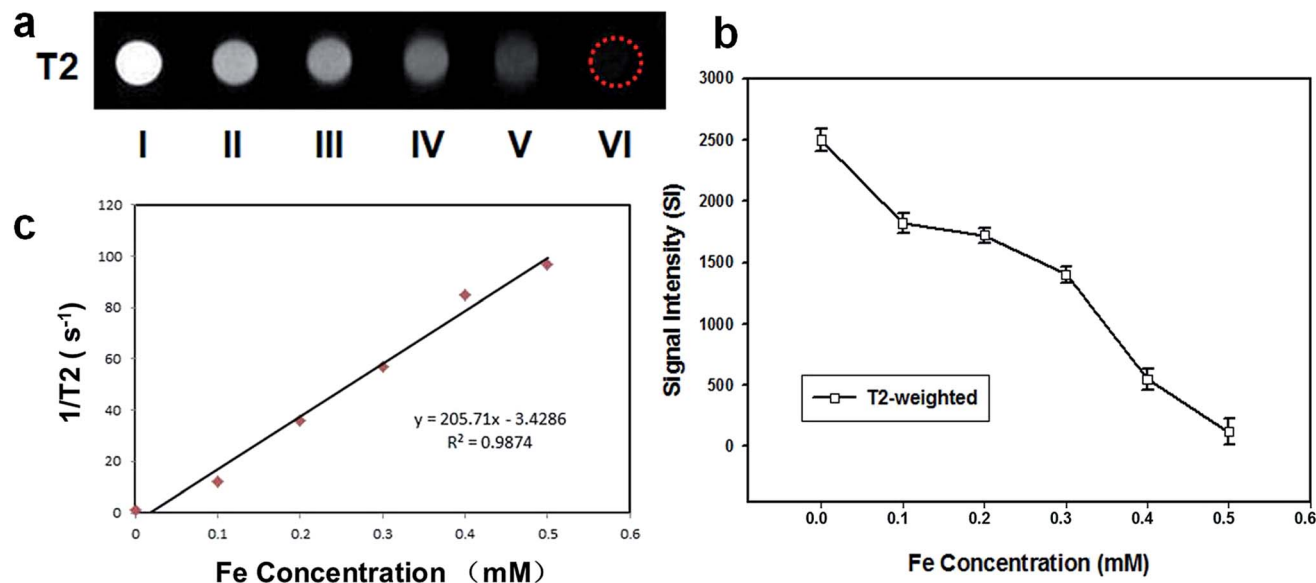 a
T2
I II III IV V VI
b
3000
2500
2000
1500
1000
500
0
Signal Intensity (SI)
T2-weighted
0.0 0.1 0.2 0.3 0.4 0.5 0.6
Fe Concentration (mM)
c
120
100
80
60
40
20
0
1/T2 ( s⁻¹)
y = 205.71x - 3.4286
R² = 0.9874
0 0.1 0.2 0.3 0.4 0.5 0.6
Fe Concentration （mM）